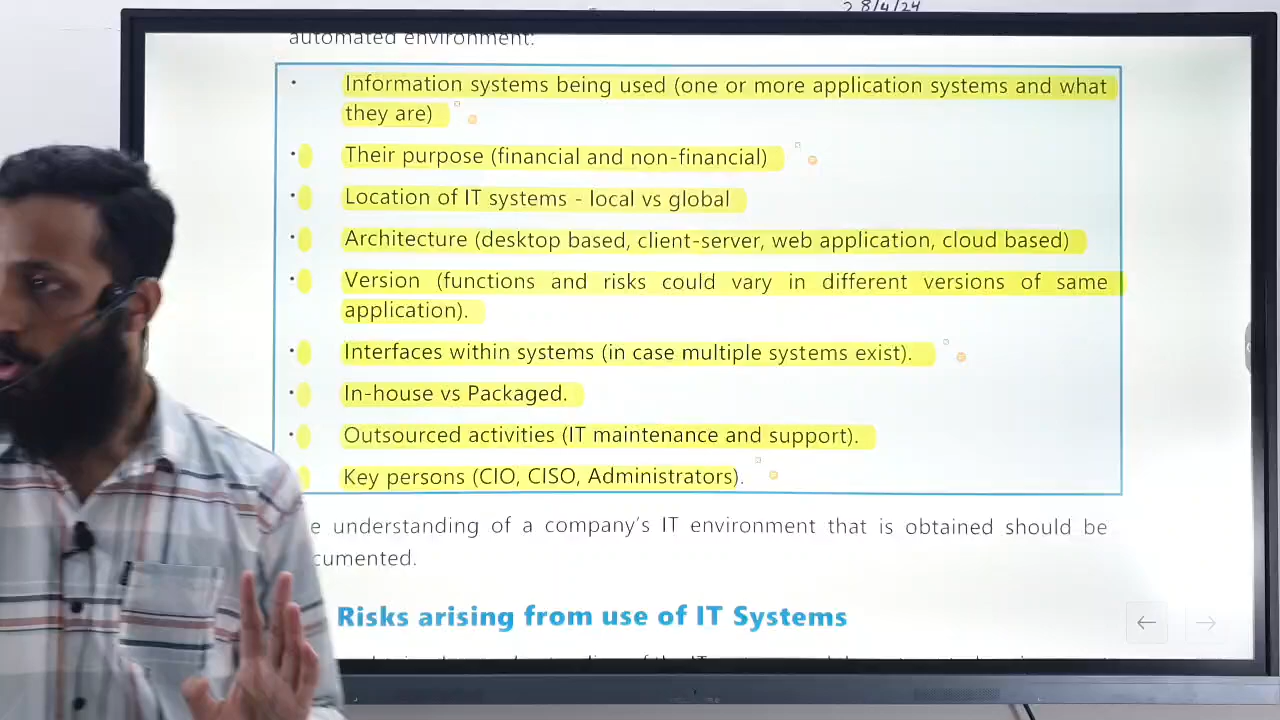 28/4/24
automated environment:
• Information systems being used (one or more application systems and what
they are)
• Their purpose (financial and non-financial)
• Location of IT systems - local vs global
• Architecture (desktop based, client-server, web application, cloud based)
• Version (functions and risks could vary in different versions of same
application).
• Interfaces within systems (in case multiple systems exist).
• In-house vs Packaged.
• Outsourced activities (IT maintenance and support).
Key persons (CIO, CISO, Administrators).
understanding of a company's IT environment that is obtained should be
Risks arising from use of IT Systems